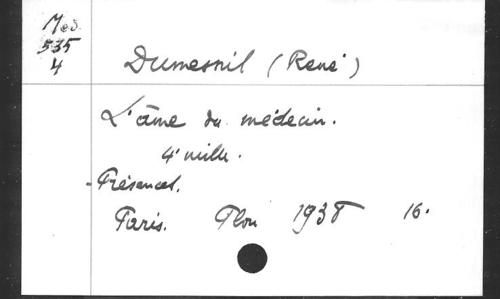 Med.
535
4
Dumesnil (René)
L'âme du médecin.
4e mille.
- Présences.
Paris. Plon 1938 16.